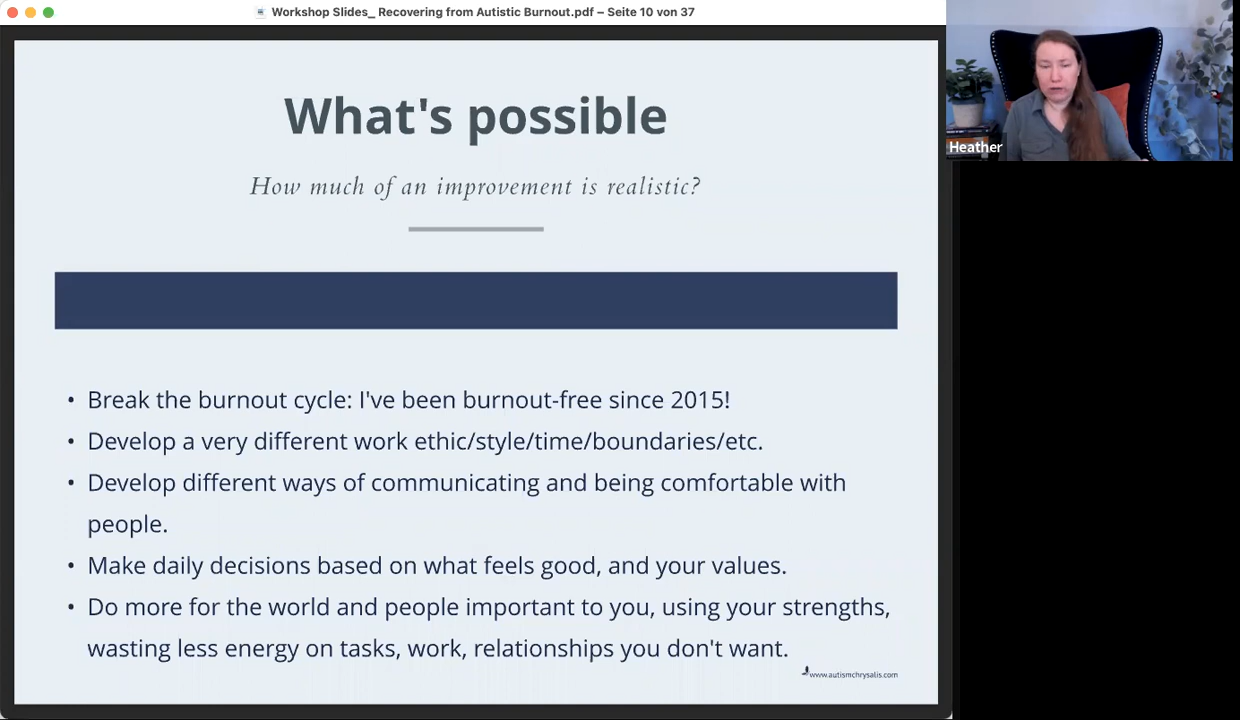 Workshop Slides_ Recovering from Autistic Burnout.pdf – Seite 10 von 37
What's possible
How much of an improvement is realistic?
Heather
• Break the burnout cycle: I've been burnout-free since 2015!
• Develop a very different work ethic/style/time/boundaries/etc.
• Develop different ways of communicating and being comfortable with
people.
• Make daily decisions based on what feels good, and your values.
• Do more for the world and people important to you, using your strengths,
wasting less energy on tasks, work, relationships you don't want.
www.autismchrysalis.com